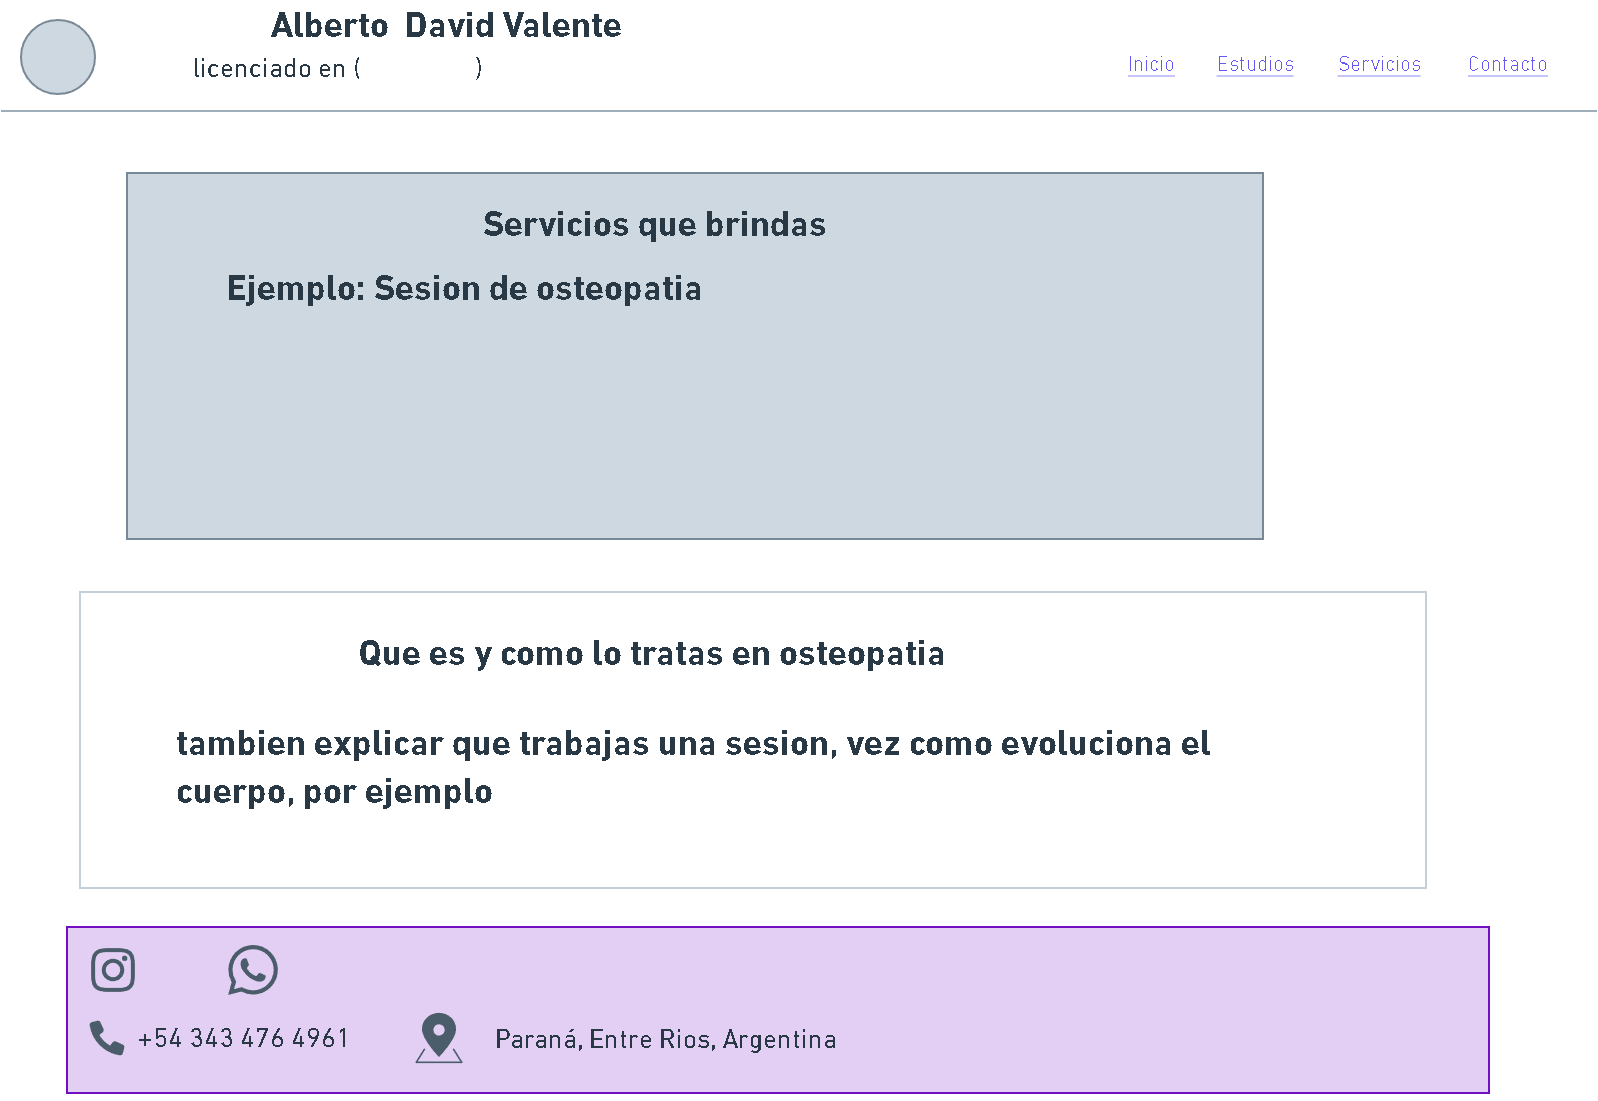 Alberto  David Valente
licenciado en (                )
Inicio
Estudios
Servicios
Contacto
Servicios que brindas
Ejemplo: Sesion de osteopatia
Que es y como lo tratas en osteopatia
tambien explicar que trabajas una sesion, vez como evoluciona el
cuerpo, por ejemplo
+54 343 476 4961
Paraná, Entre Rios, Argentina